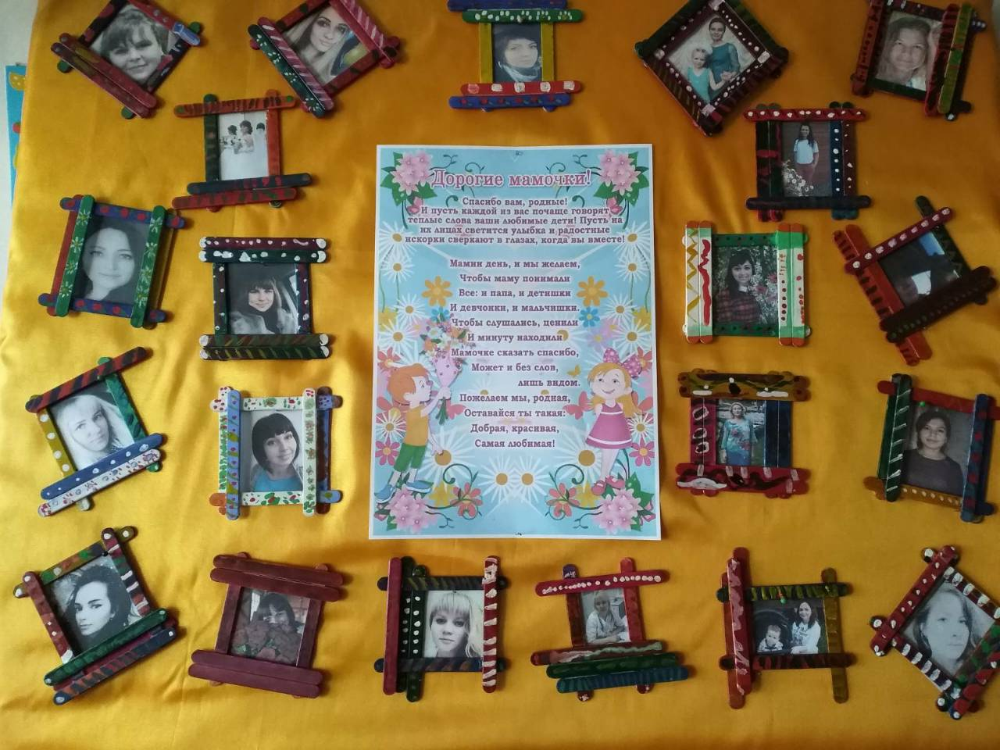 Дорогие мамочки!
Спасибо вам, родные!
И пусть каждой из вас почаще говорят
теплые слова ваши любимые дети! Пусть на
их лицах светится улыбка и радостные
искорки сверкают в глазах, когда вы вместе!
Мамин день, и мы желаем,
Чтобы маму понимали
Все: и папа, и детишки
И девчонки, и мальчишки.
Чтобы слушались, ценили
И минуту находили
Мамочке сказать спасибо,
Может и без слов,
лишь видом.
Пожелаем мы, родная,
Оставайся ты такая:
Добрая, красивая,
Самая любимая!